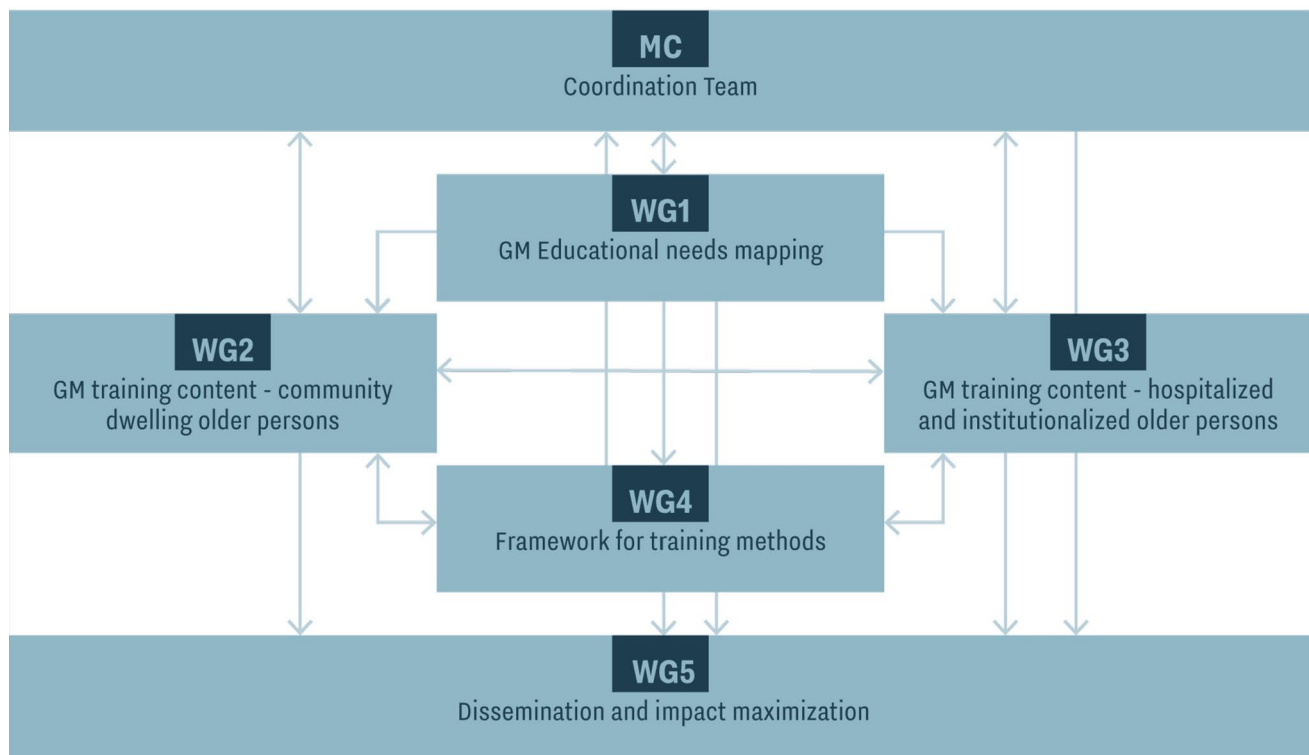 MC
Coordination Team
WG1
GM Educational needs mapping
WG2
GM training content - community
dwelling older persons
WG3
GM training content - hospitalized
and institutionalized older persons
WG4
Framework for training methods
WG5
Dissemination and impact maximization